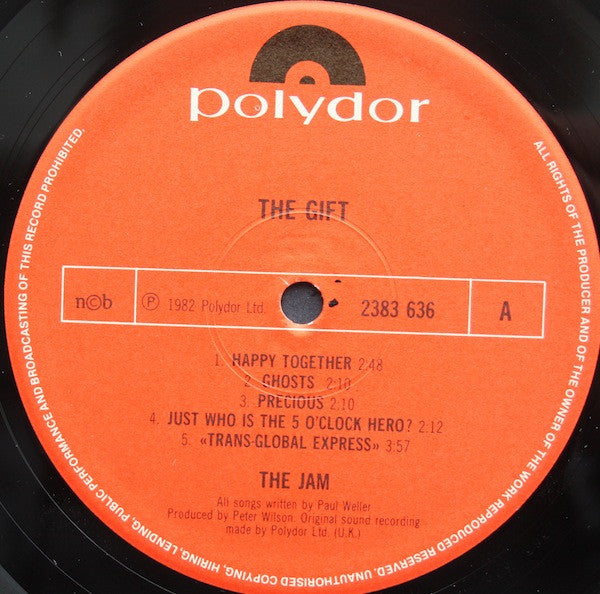 polydor
THE GIFT
n©b ℗ 1982 Polydor Ltd. 2383 636 A
1. HAPPY TOGETHER 2:48
2. GHOSTS 2:10
3. PRECIOUS 2:10
4. JUST WHO IS THE 5 O'CLOCK HERO? 2:12
5. «TRANS-GLOBAL EXPRESS» 3:57
THE JAM
All songs written by Paul Weller
Produced by Peter Wilson. Original sound recording
made by Polydor Ltd. (U.K.)
ALL RIGHTS OF THE PRODUCER AND OF THE OWNER OF THE WORK REPRODUCED RESERVED. UNAUTHORISED COPYING, HIRING, LENDING, PUBLIC PERFORMANCE AND BROADCASTING OF THIS RECORD PROHIBITED.